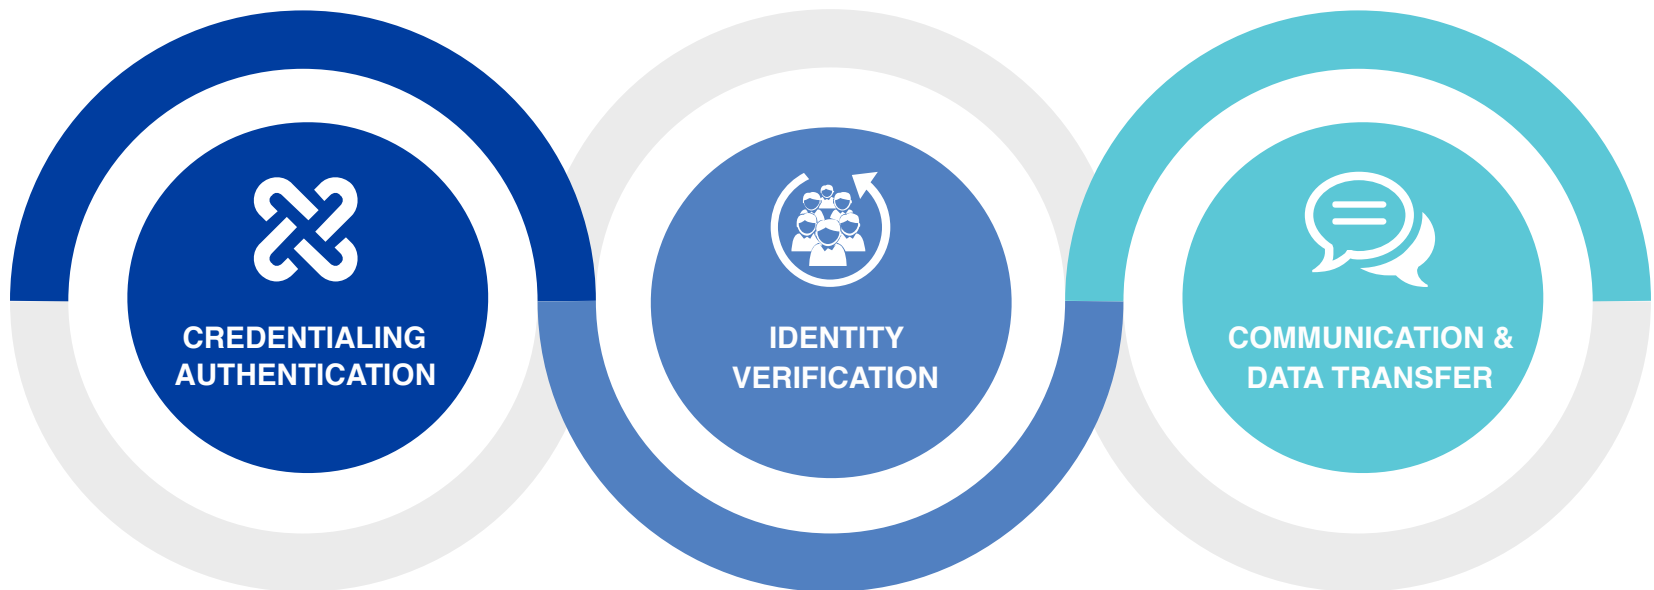 CREDENTIALING
AUTHENTICATION
IDENTITY
VERIFICATION
COMMUNICATION &
DATA TRANSFER